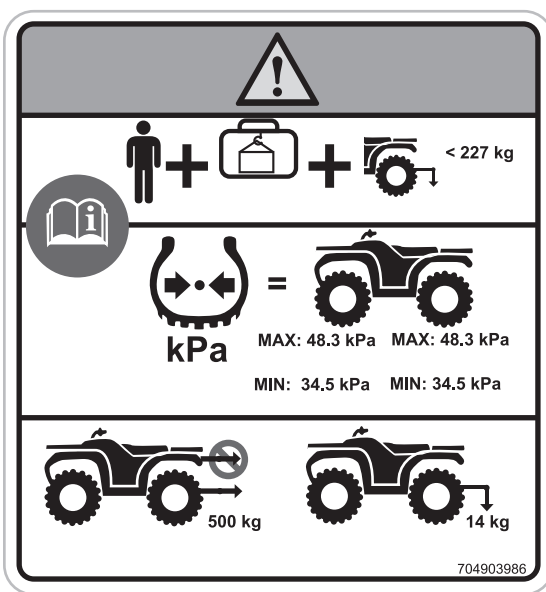 < 227 kg
kPa
MAX: 48.3 kPa MAX: 48.3 kPa
MIN: 34.5 kPa MIN: 34.5 kPa
500 kg
14 kg
704903986